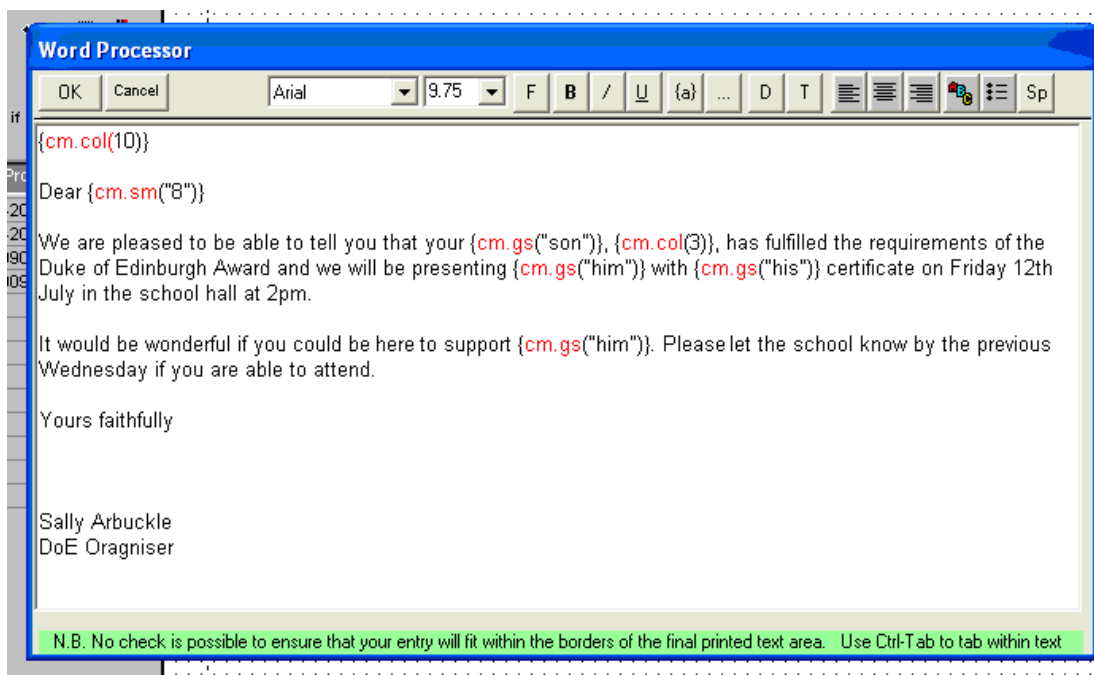 Word Processor
OK Cancel Arial 9.75 F B / U {a} ... D T Sp
if
{cm.col(10)}
Dear {cm.sm("8")}
We are pleased to be able to tell you that your {cm.gs("son")}, {cm.col(3)}, has fulfilled the requirements of the
Duke of Edinburgh Award and we will be presenting {cm.gs("him")} with {cm.gs("his")} certificate on Friday 12th
July in the school hall at 2pm.
It would be wonderful if you could be here to support {cm.gs("him")}. Please let the school know by the previous
Wednesday if you are able to attend.
Yours faithfully
Sally Arbuckle
DoE Oragniser
N.B. No check is possible to ensure that your entry will fit within the borders of the final printed text area. Use Ctrl-Tab to tab within text